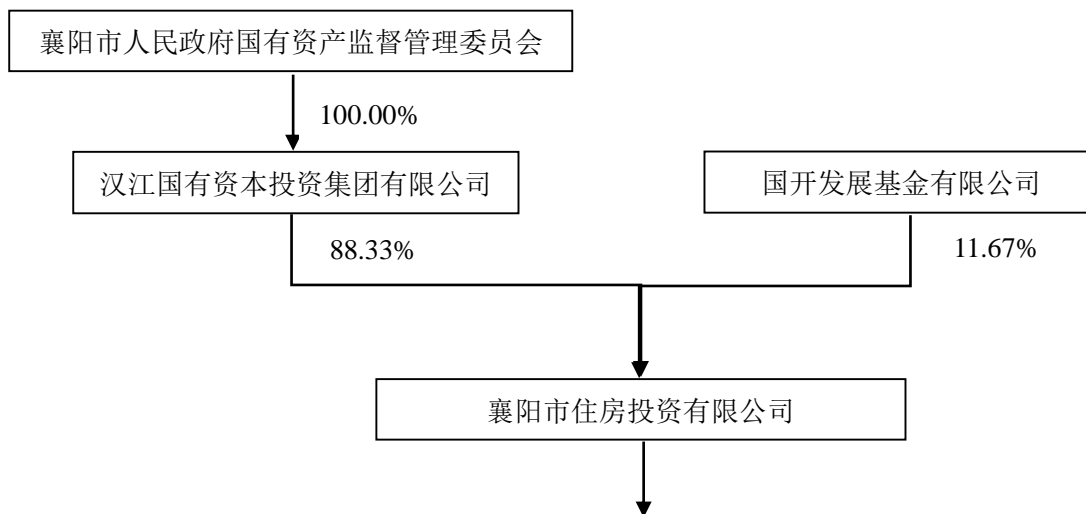 襄阳市人民政府国有资产监督管理委员会
100.00%
汉江国有资本投资集团有限公司
国开发展基金有限公司
88.33%
11.67%
襄阳市住房投资有限公司